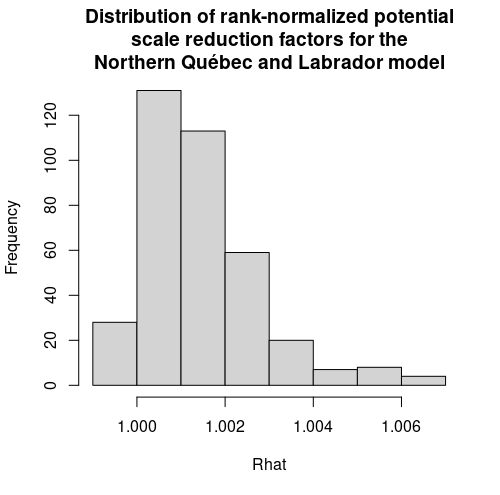 Distribution of rank-normalized potential
scale reduction factors for the
Northern Québec and Labrador model
120
100
80
60
40
20
0
Frequency
1.000 1.002 1.004 1.006
Rhat